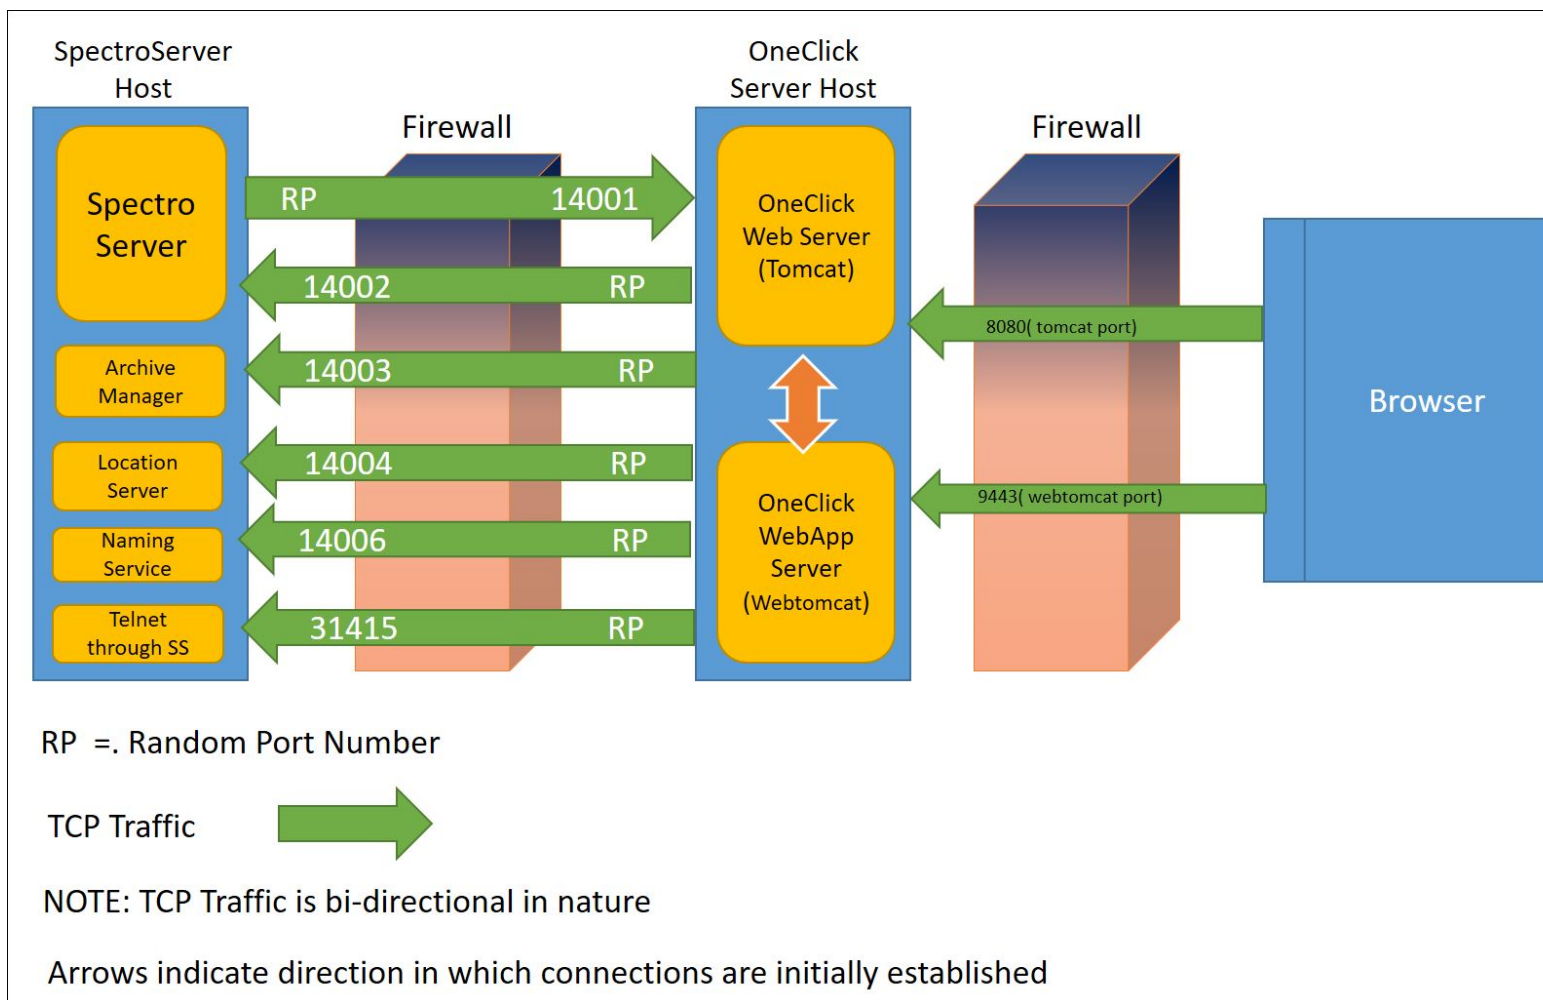 SpectroServer
Host
OneClick
Server Host
Firewall
Firewall
Spectro
Server
RP 14001
OneClick
Web Server
(Tomcat)
14002 RP
8080( tomcat port)
Archive
Manager
14003 RP
Browser
Location
Server
14004 RP
9443( webtomcat port)
OneClick
WebApp
Server
(Webtomcat)
Naming
Service
14006 RP
Telnet
through SS
31415 RP
RP =. Random Port Number
TCP Traffic
NOTE: TCP Traffic is bi-directional in nature
Arrows indicate direction in which connections are initially established